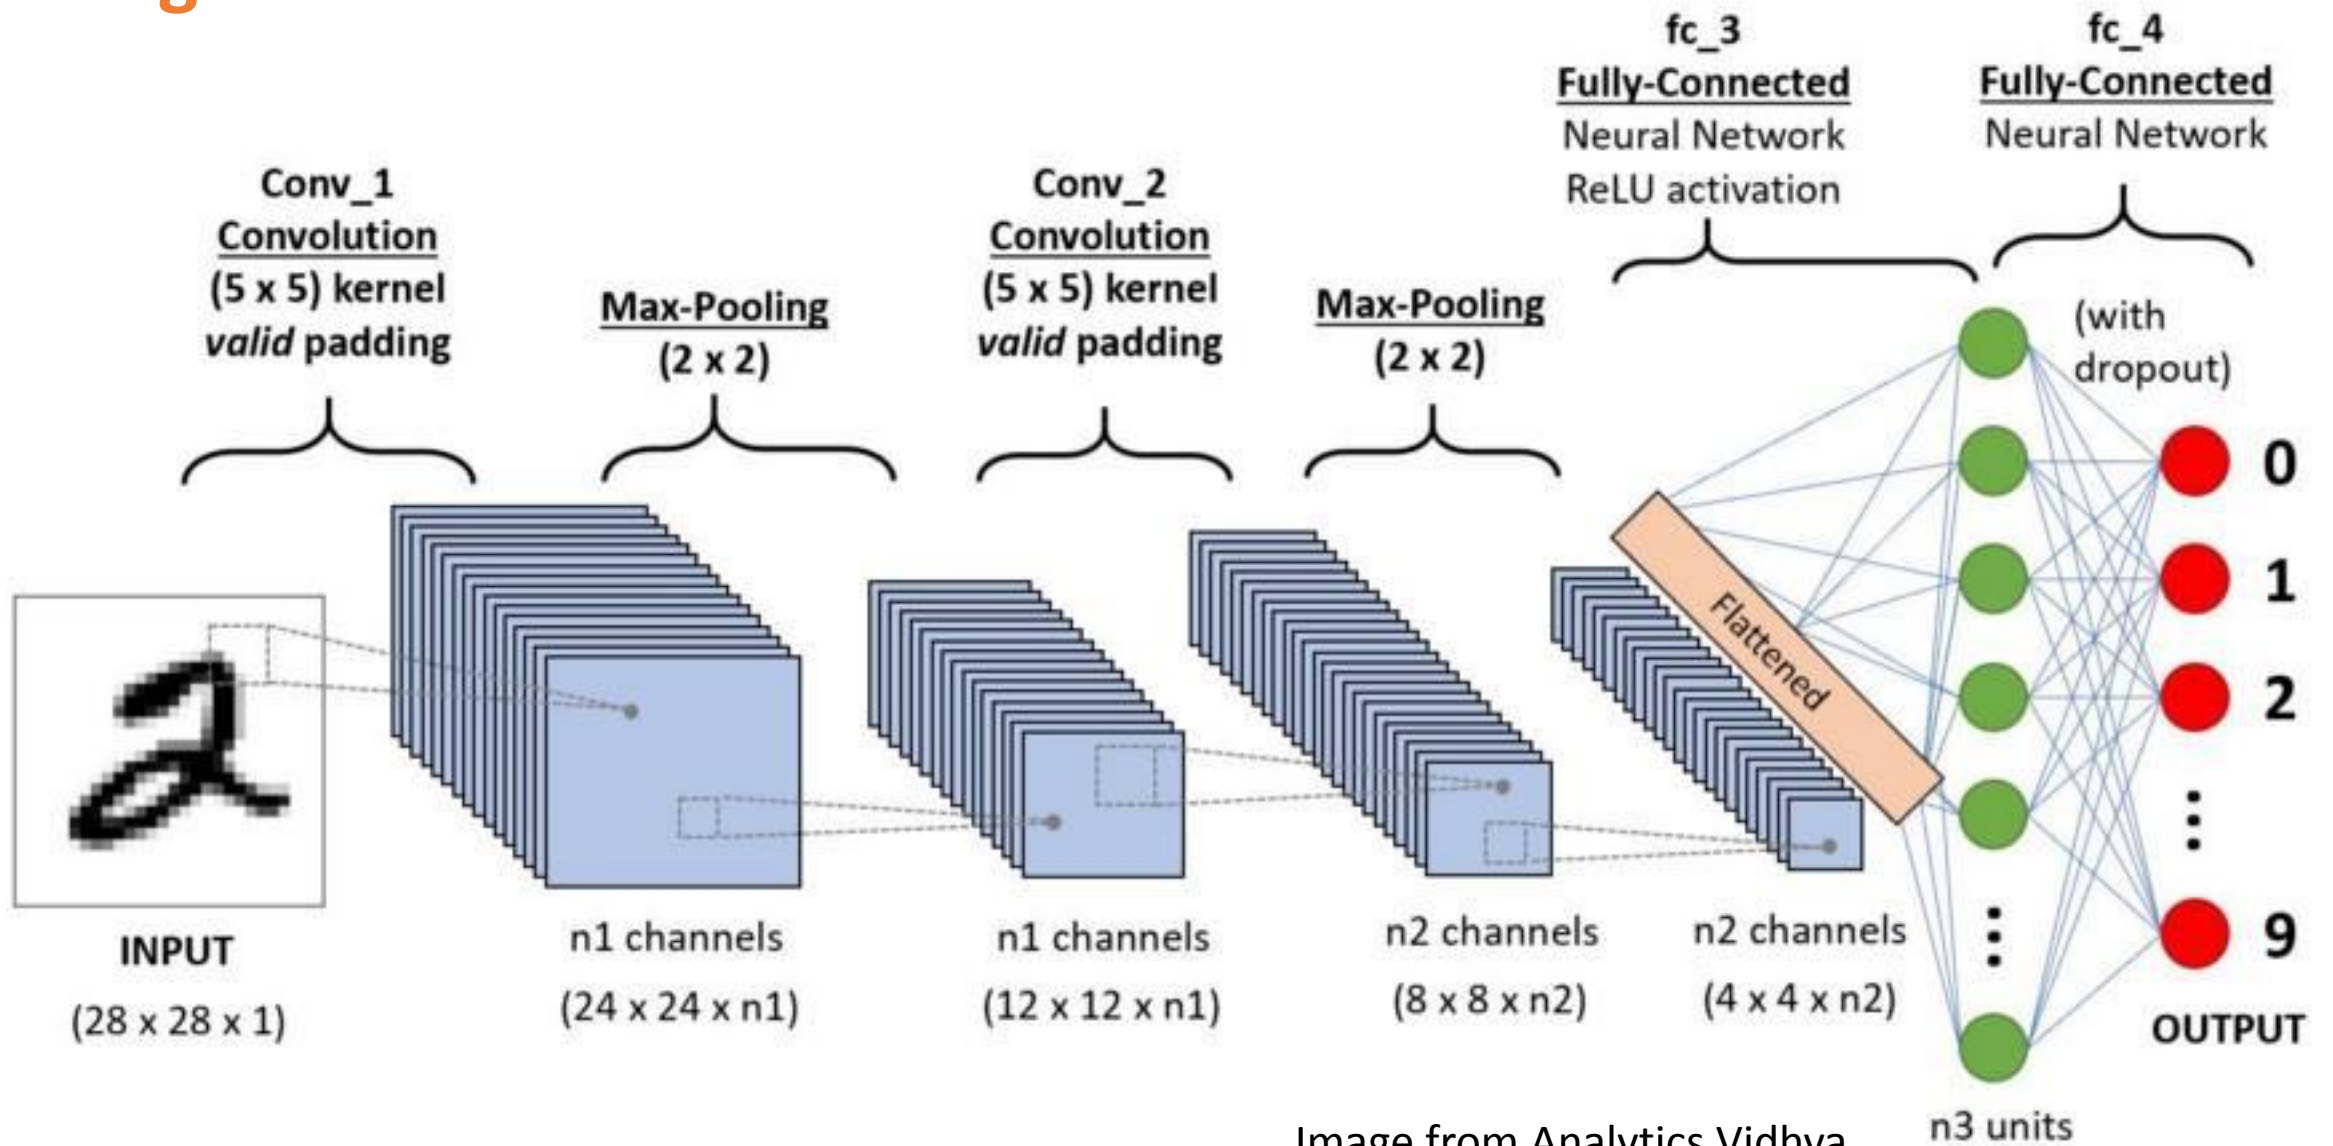 g
fc_3
Fully-Connected
Neural Network
ReLU activation
fc_4
Fully-Connected
Neural Network
Conv_1
Convolution
(5 x 5) kernel
valid padding
Max-Pooling
(2 x 2)
Conv_2
Convolution
(5 x 5) kernel
valid padding
Max-Pooling
(2 x 2)
(with
dropout)
Flattened
0
1
2
9
2
INPUT
(28 x 28 x 1)
n1 channels
(24 x 24 x n1)
n1 channels
(12 x 12 x n1)
n2 channels
(8 x 8 x n2)
n2 channels
(4 x 4 x n2)
OUTPUT
n3 units
Image from Analytics Vidhya